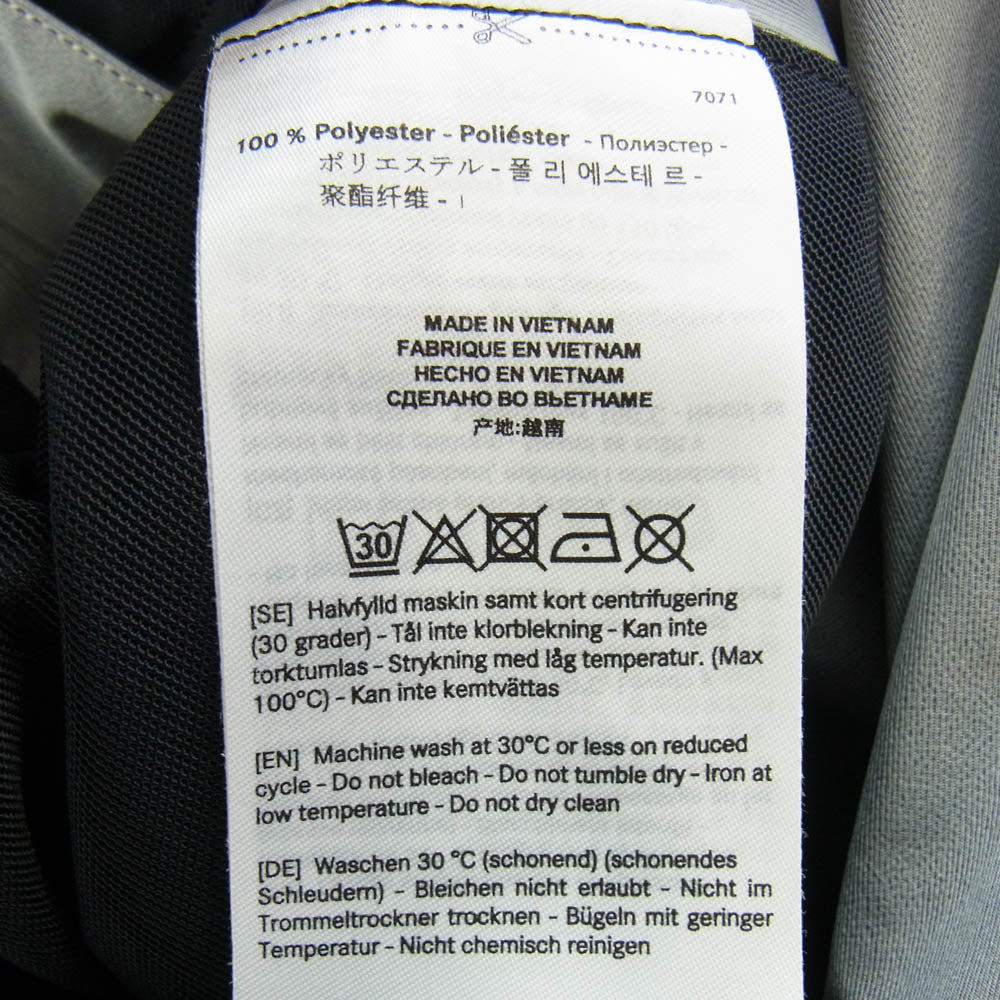 7071
100 % Polyester - Poliéster - Полиэстер -
ポリエステル - 폴 리 에스테 르 -
聚酯纤维 -
MADE IN VIETNAM
FABRIQUE EN VIETNAM
HECHO EN VIETNAM
СДЕЛАНО ВО ВЬЕТНАМЕ
产地:越南
30
[SE] Halvfylld maskin samt kort centrifugering
(30 grader) - Tål inte klorblekning - Kan inte
torktumlas - Strykning med låg temperatur. (Max
100°C) - Kan inte kemtvättas
[EN] Machine wash at 30°C or less on reduced
cycle - Do not bleach - Do not tumble dry - Iron at
low temperature - Do not dry clean
[DE] Waschen 30 °C (schonend) (schonendes
Schleudern) - Bleichen nicht erlaubt - Nicht im
Trommeltrockner trocknen - Bügeln mit geringer
Temperatur - Nicht chemisch reinigen